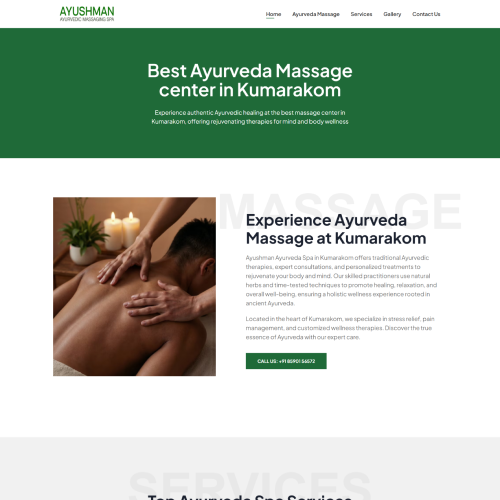 AYUSHMAN
AYURVEDIC MASSAGING SPA
Home Ayurveda Massage Services Gallery Contact Us
Best Ayurveda Massage
center in Kumarakom
Experience authentic Ayurvedic healing at the best massage center in
Kumarakom, offering rejuvenating therapies for mind and body wellness
MASSAGE
Experience Ayurveda
Massage at Kumarakom
Ayushman Ayurveda Spa in Kumarakom offers traditional Ayurvedic
therapies, expert consultations, and personalized treatments to
rejuvenate your body and mind. Our skilled practitioners use natural
herbs and time-tested techniques to promote healing, relaxation, and
overall well-being, ensuring a holistic wellness experience rooted in
ancient Ayurveda.
Located in the heart of Kumarakom, we specialize in stress relief, pain
management, and customized wellness therapies. Discover the true
essence of Ayurveda with our expert care.
CALL US: +91 85901 56572
SERVICES
Top Ayurveda Spa Services